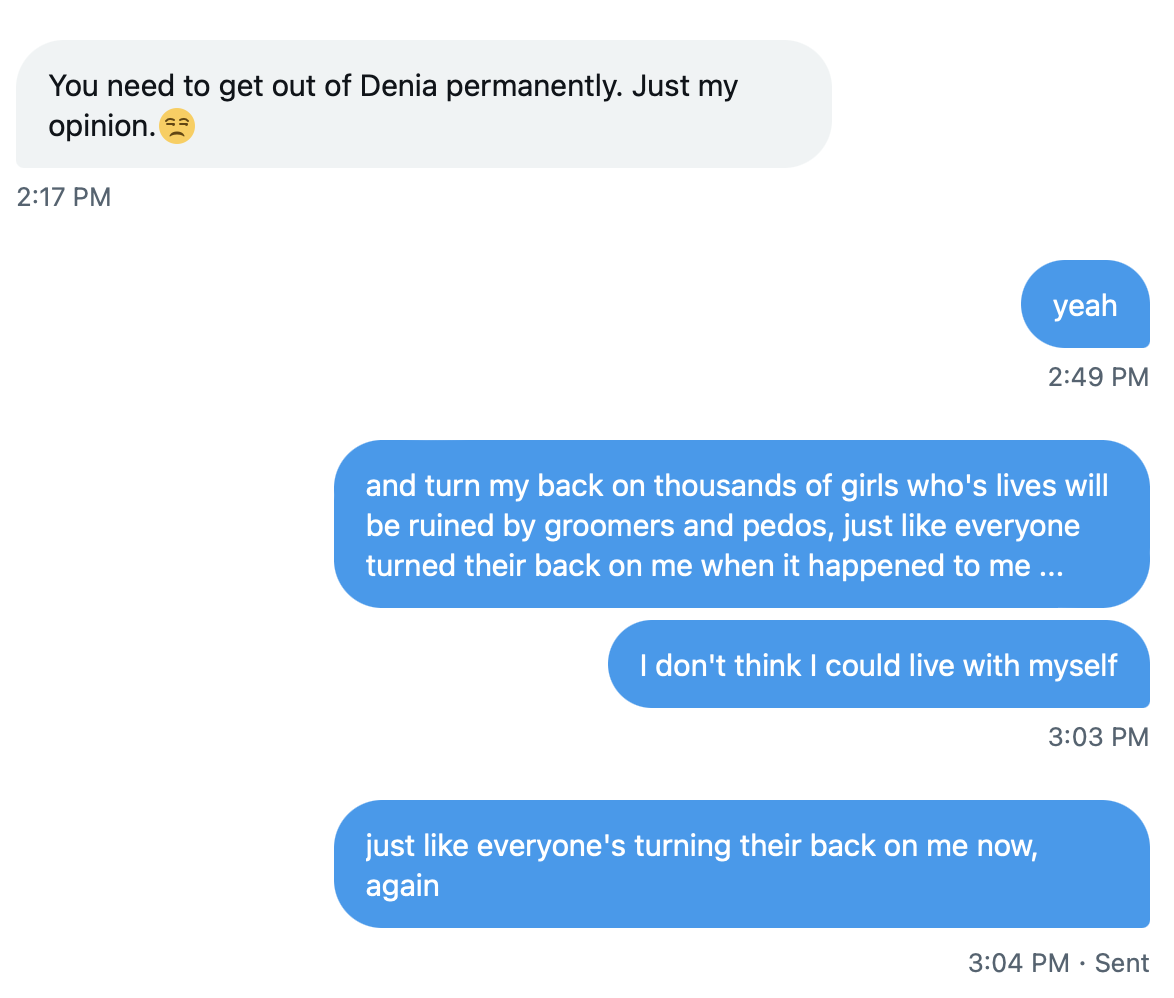 You need to get out of Denia permanently. Just my
opinion.😒
2:17 PM
yeah
2:49 PM
and turn my back on thousands of girls who's lives will
be ruined by groomers and pedos, just like everyone
turned their back on me when it happened to me ...
I don't think I could live with myself
3:03 PM
just like everyone's turning their back on me now,
again
3:04 PM · Sent